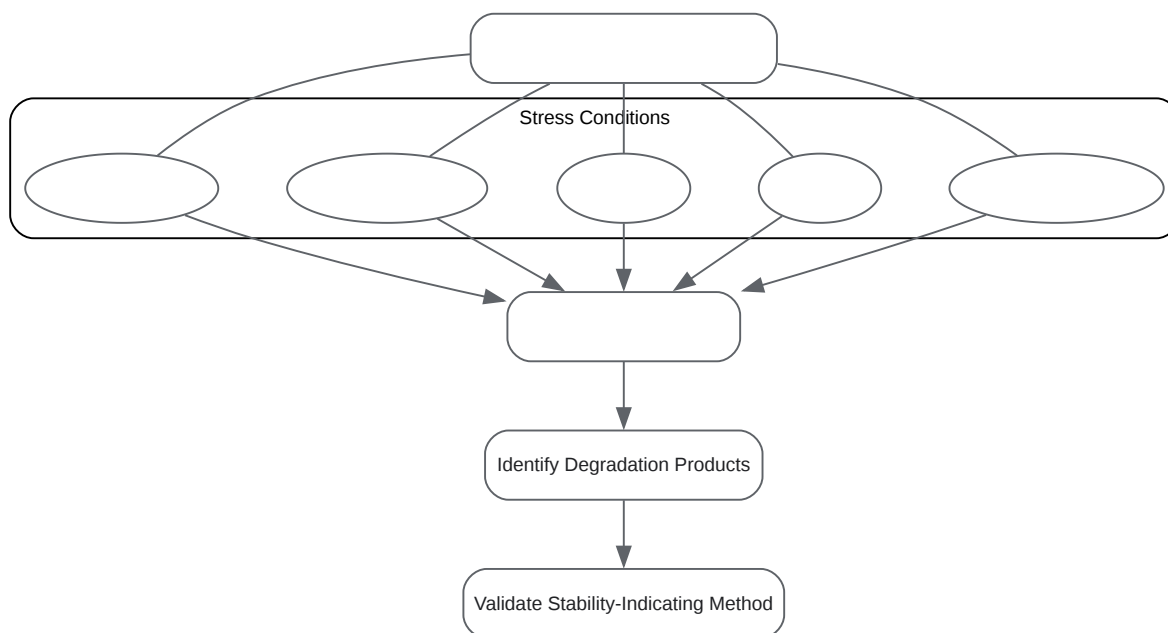 Stress Conditions
Identify Degradation Products
Validate Stability-Indicating Method